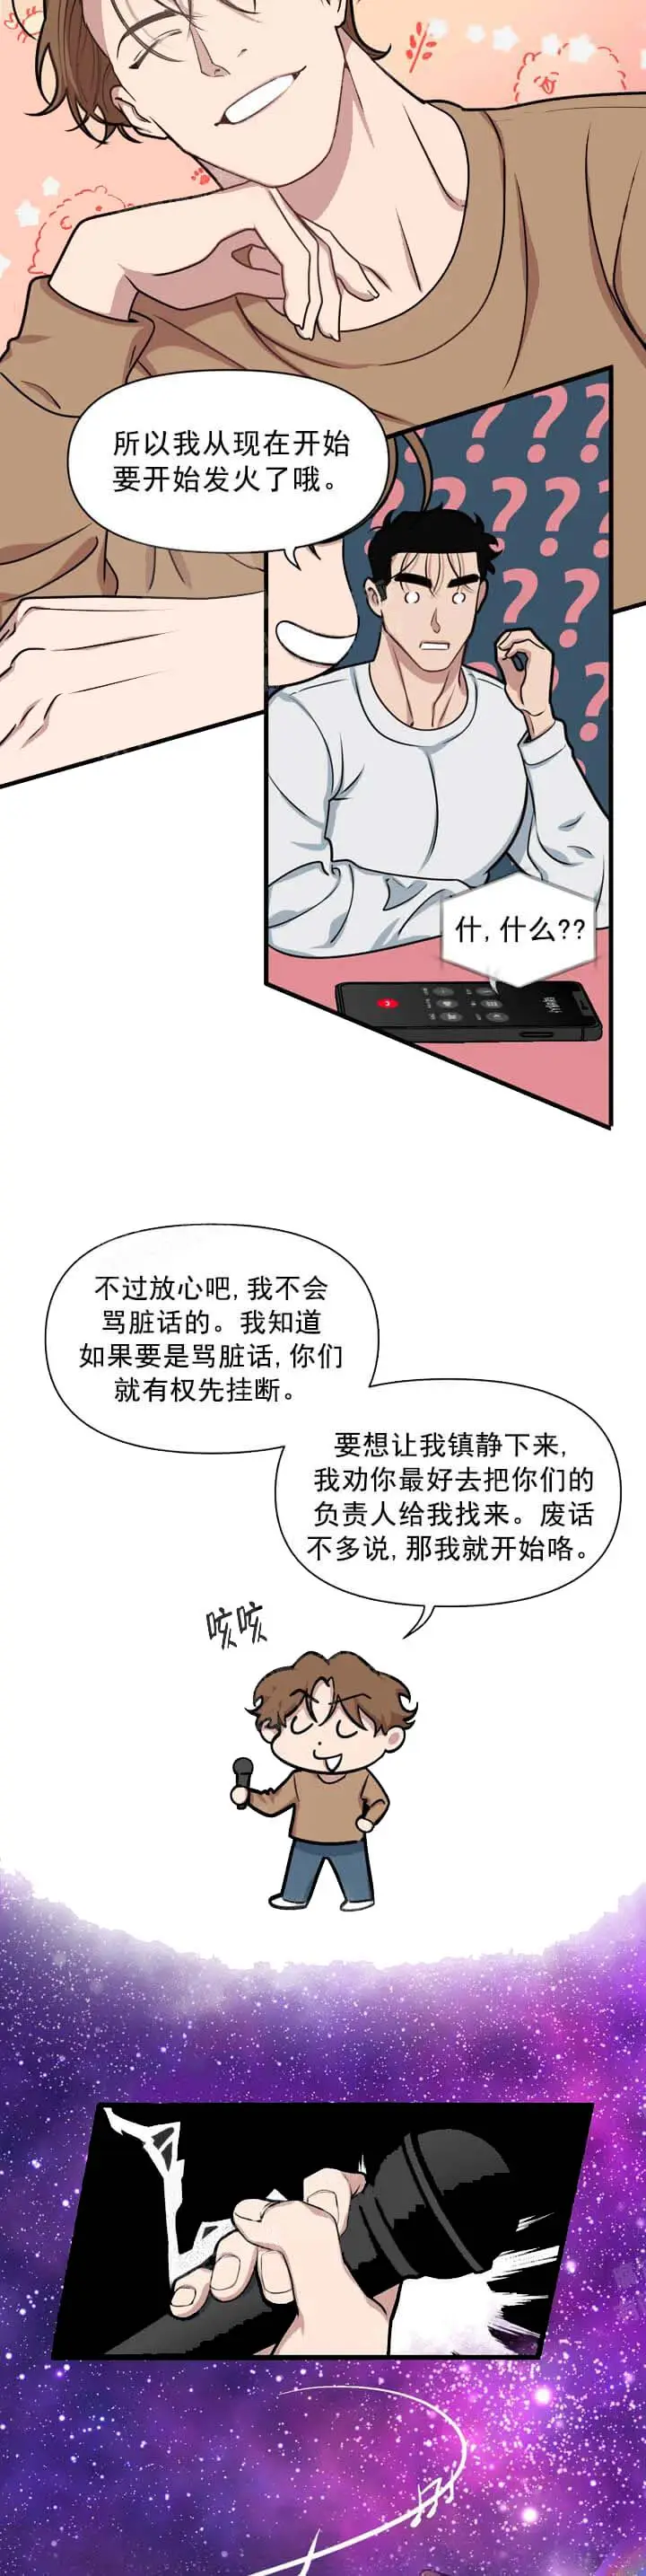 所以我从现在开始
要开始发火了哦。
什,什么??
不过放心吧,我不会
骂脏话的。我知道
如果要是骂脏话,你们
就有权先挂断。
要想让我镇静下来,
我劝你最好去把你们的
负责人给我找来。废话
不多说,那我就开始咯。
咳咳